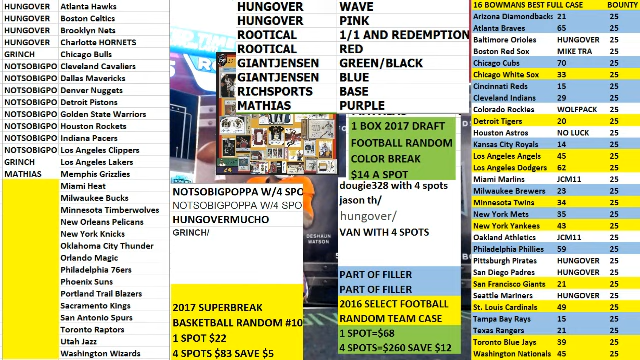 HUNGOVER Atlanta Hawks
HUNGOVER Boston Celtics
HUNGOVER Brooklyn Nets
HUNGOVER Charlotte HORNETS
GRINCH Chicago Bulls
NOTSOBIGPO Cleveland Cavaliers
NOTSOBIGPO Dallas Mavericks
NOTSOBIGPO Denver Nuggets
NOTSOBIGPO Detroit Pistons
NOTSOBIGPO Golden State Warriors
NOTSOBIGPO Houston Rockets
NOTSOBIGPO Indiana Pacers
NOTSOBIGPO Los Angeles Clippers
GRINCH Los Angeles Lakers
MATHIAS Memphis Grizzlies
Miami Heat
Milwaukee Bucks
Minnesota Timberwolves
New Orleans Pelicans
New York Knicks
Oklahoma City Thunder
Orlando Magic
Philadelphia 76ers
Phoenix Suns
Portland Trail Blazers
Sacramento Kings
San Antonio Spurs
Toronto Raptors
Utah Jazz
Washington Wizards
HUNGOVER WAVE
HUNGOVER PINK
ROOTICAL 1/1 AND REDEMPTION
ROOTICAL RED
GIANTJENSEN GREEN/BLACK
GIANTJENSEN BLUE
RICHSPORTS BASE
MATHIAS PURPLE
1 BOX 2017 DRAFT
FOOTBALL RANDOM
COLOR BREAK
$14 A SPOT
NOTSOBIGPOPPA W/4 SPO
NOTSOBIGPOPPA W/4 SPO
HUNGOVERMUCHO
GRINCH/
dougie328 with 4 spots
jason th/
hungover/
VAN WITH 4 SPOTS
DESHAUN
WATSON
2017 SUPERBREAK
BASKETBALL RANDOM #10
1 SPOT $22
4 SPOTS $83 SAVE $5
PART OF FILLER
PART OF FILLER
2016 SELECT FOOTBALL
RANDOM TEAM CASE
1 SPOT=$68
4 SPOTS=$260 SAVE $12
16 BOWMANS BEST FULL CASE BOUNTY
Arizona Diamondbacks 21 25
Atlanta Braves 65 25
Baltimore Orioles HUNGOVER 25
Boston Red Sox MIKE TRA 25
Chicago Cubs 70 25
Chicago White Sox 33 25
Cincinnati Reds 15 25
Cleveland Indians 29 25
Colorado Rockies WOLFPACK 25
Detroit Tigers 20 25
Houston Astros NO LUCK 25
Kansas City Royals 14 25
Los Angeles Angels 45 25
Los Angeles Dodgers 62 25
Miami Marlins JCM11 25
Milwaukee Brewers 23 25
Minnesota Twins 34 25
New York Mets 35 25
New York Yankees 43 25
Oakland Athletics JCM11 25
Philadelphia Phillies 59 25
Pittsburgh Pirates HUNGOVER 25
San Diego Padres HUNGOVER 25
San Francisco Giants 21 25
Seattle Mariners HUNGOVER 25
St. Louis Cardinals 49 25
Tampa Bay Rays 15 25
Texas Rangers 21 25
Toronto Blue Jays 39 25
Washington Nationals 45 25